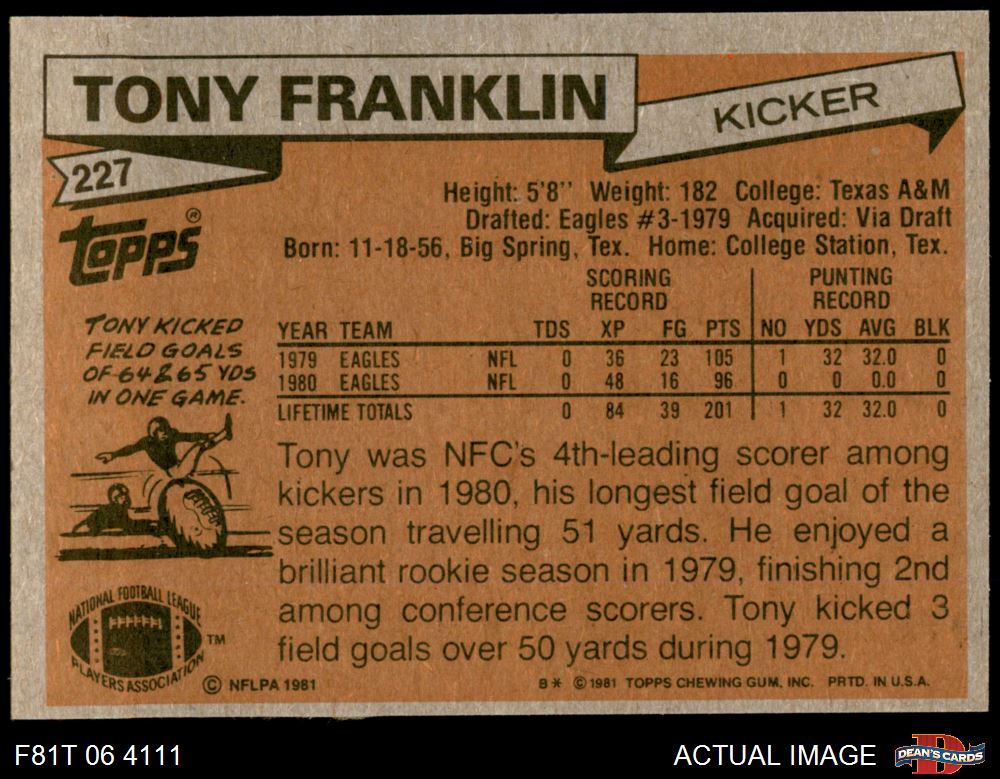 TONY FRANKLIN
KICKER
227
topps®
Height: 5'8" Weight: 182 College: Texas A&M
Drafted: Eagles #3-1979 Acquired: Via Draft
Born: 11-18-56, Big Spring, Tex. Home: College Station, Tex.
TONY KICKED
FIELD GOALS
OF 64 & 65 YDS
IN ONE GAME.
SCORING RECORD PUNTING RECORD
YEAR TEAM TDS XP FG PTS NO YDS AVG BLK
1979 EAGLES NFL 0 36 23 105 1 32 32.0 0
1980 EAGLES NFL 0 48 16 96 0 0 0.0 0
LIFETIME TOTALS 0 84 39 201 1 32 32.0 0
Tony was NFC's 4th-leading scorer among
kickers in 1980, his longest field goal of the
season travelling 51 yards. He enjoyed a
brilliant rookie season in 1979, finishing 2nd
among conference scorers. Tony kicked 3
field goals over 50 yards during 1979.
NATIONAL FOOTBALL LEAGUE
PLAYERS ASSOCIATION
TM
© NFLPA 1981
B* © 1981 TOPPS CHEWING GUM, INC. PRTD. IN U.S.A.
F81T 06 4111
ACTUAL IMAGE
DEAN'S CARDS